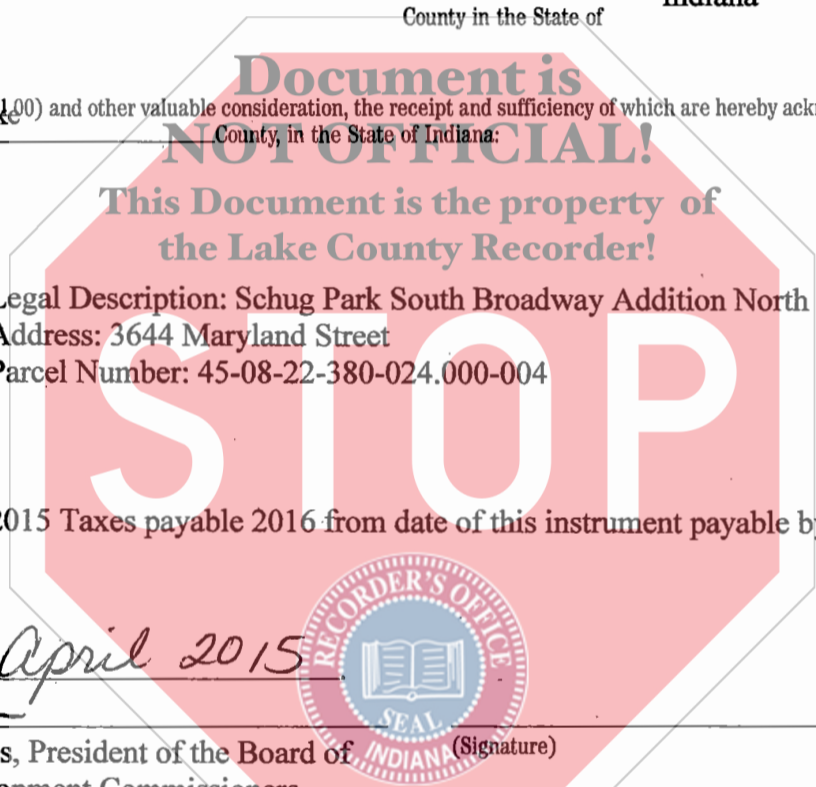 Indiana
County in the State of
Document is
1.00) and other valuable consideration, the receipt and sufficiency of which are hereby ack
County, in the State of Indiana:
NOT OFFICIAL!
This Document is the property of
the Lake County Recorder!
Legal Description: Schug Park South Broadway Addition North
Address: 3644 Maryland Street
Parcel Number: 45-08-22-380-024.000-004
STOP
2015 Taxes payable 2016 from date of this instrument payable b
RECORDER'S OFFICE
April 2015
SEAL
INDIANA
(Signature)
s, President of the Board of
Commissioners